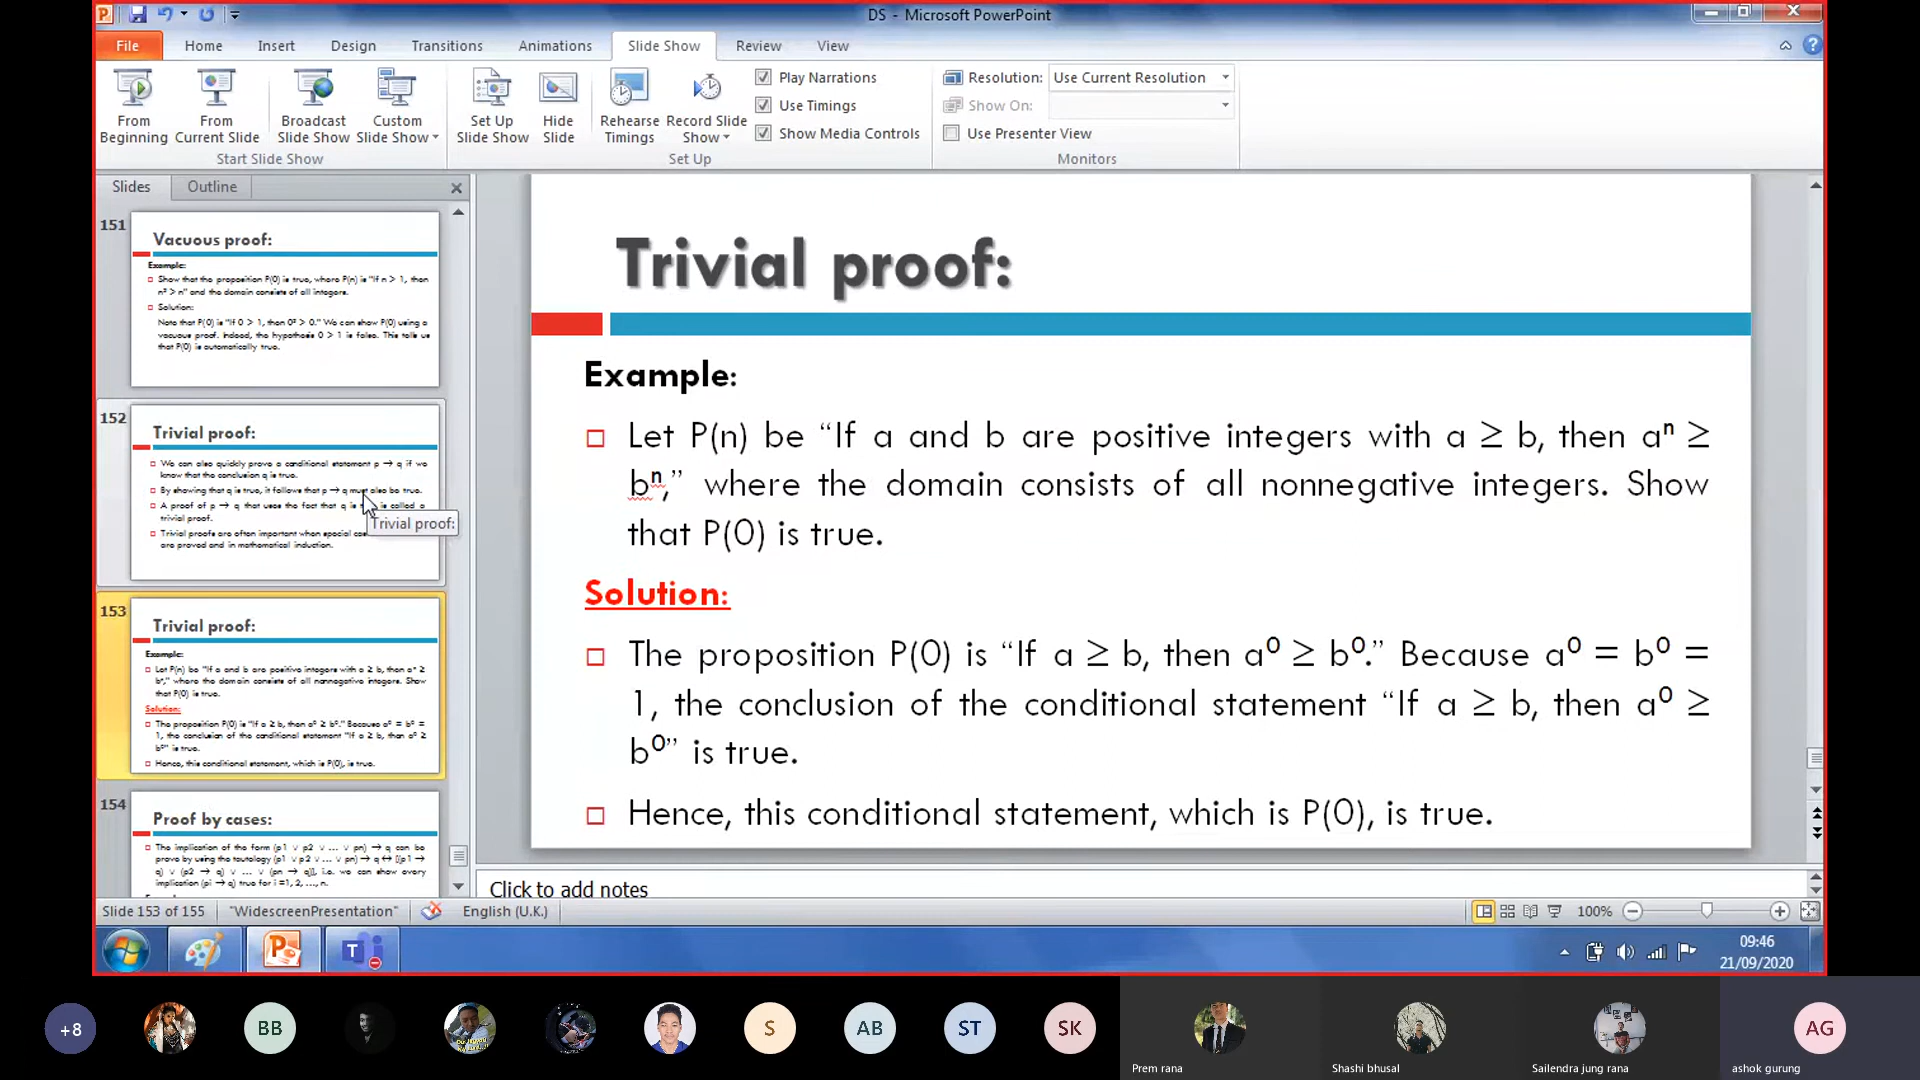 DS - Microsoft PowerPoint
File Home Insert Design Transitions Animations Slide Show Review View
From Beginning
From Current Slide
Broadcast Slide Show
Custom Slide Show
Start Slide Show
Set Up Slide Show
Hide Slide
Rehearse Timings
Record Slide Show
Play Narrations
Use Timings
Show Media Controls
Set Up
Resolution: Use Current Resolution
Show On:
Use Presenter View
Monitors
Slides Outline
151
Vacuous proof:
Example:
Show that the proposition P(0) is true, where P(n) is "If n > 1, then
n² > n" and the domain consists of all integers.
Solution:
Note that P(0) is "If 0 > 1, then 0² > 0." We can show P(0) using a
vacuous proof. Indeed, the hypothesis 0 > 1 is false. This tells us
that P(0) is automatically true.
152
Trivial proof:
We can also quickly prove a conditional statement p → q if we
know that the conclusion q is true.
By showing that q is true, it follows that p → q must also be true.
A proof of p → q that uses the fact that q is called a
trivial proof.
Trivial proofs are often important when special
are proved and in mathematical induction.
Trivial proof:
153
Trivial proof:
Example:
Let P(n) be "If a and b are positive integers with a ≥ b, then aⁿ ≥
bⁿ," where the domain consists of all nonnegative integers. Show
that P(0) is true.
Solution:
The proposition P(0) is "If a ≥ b, then a⁰ ≥ b⁰." Because a⁰ = b⁰ =
1, the conclusion of the conditional statement "If a ≥ b, then a⁰ ≥
b⁰" is true.
Hence, this conditional statement, which is P(0), is true.
154
Proof by cases:
The implication of the form (p1 ∨ p2 ∨ ... ∨ pn) → q can be
prove by using the tautology (p1 ∨ p2 ∨ ... ∨ pn) → q ↔ [(p1 →
q) ∨ (p2 → q) ∨ ... ∨ (pn → q)], i.e. we can show every
implication (pi → q) true for i =1, 2, ..., n.
Trivial proof:
Example:
Let P(n) be “If a and b are positive integers with a ≥ b, then aⁿ ≥
bⁿ,” where the domain consists of all nonnegative integers. Show
that P(0) is true.
Solution:
The proposition P(0) is “If a ≥ b, then a⁰ ≥ b⁰.” Because a⁰ = b⁰ =
1, the conclusion of the conditional statement “If a ≥ b, then a⁰ ≥
b⁰” is true.
Hence, this conditional statement, which is P(0), is true.
Click to add notes
Slide 153 of 155 "WidescreenPresentation" English (U.K.) 100%
09:46
21/09/2020
+8 BB S AB ST SK AG
Prem rana Shashi bhusal Sailendra jung rana ashok gurung